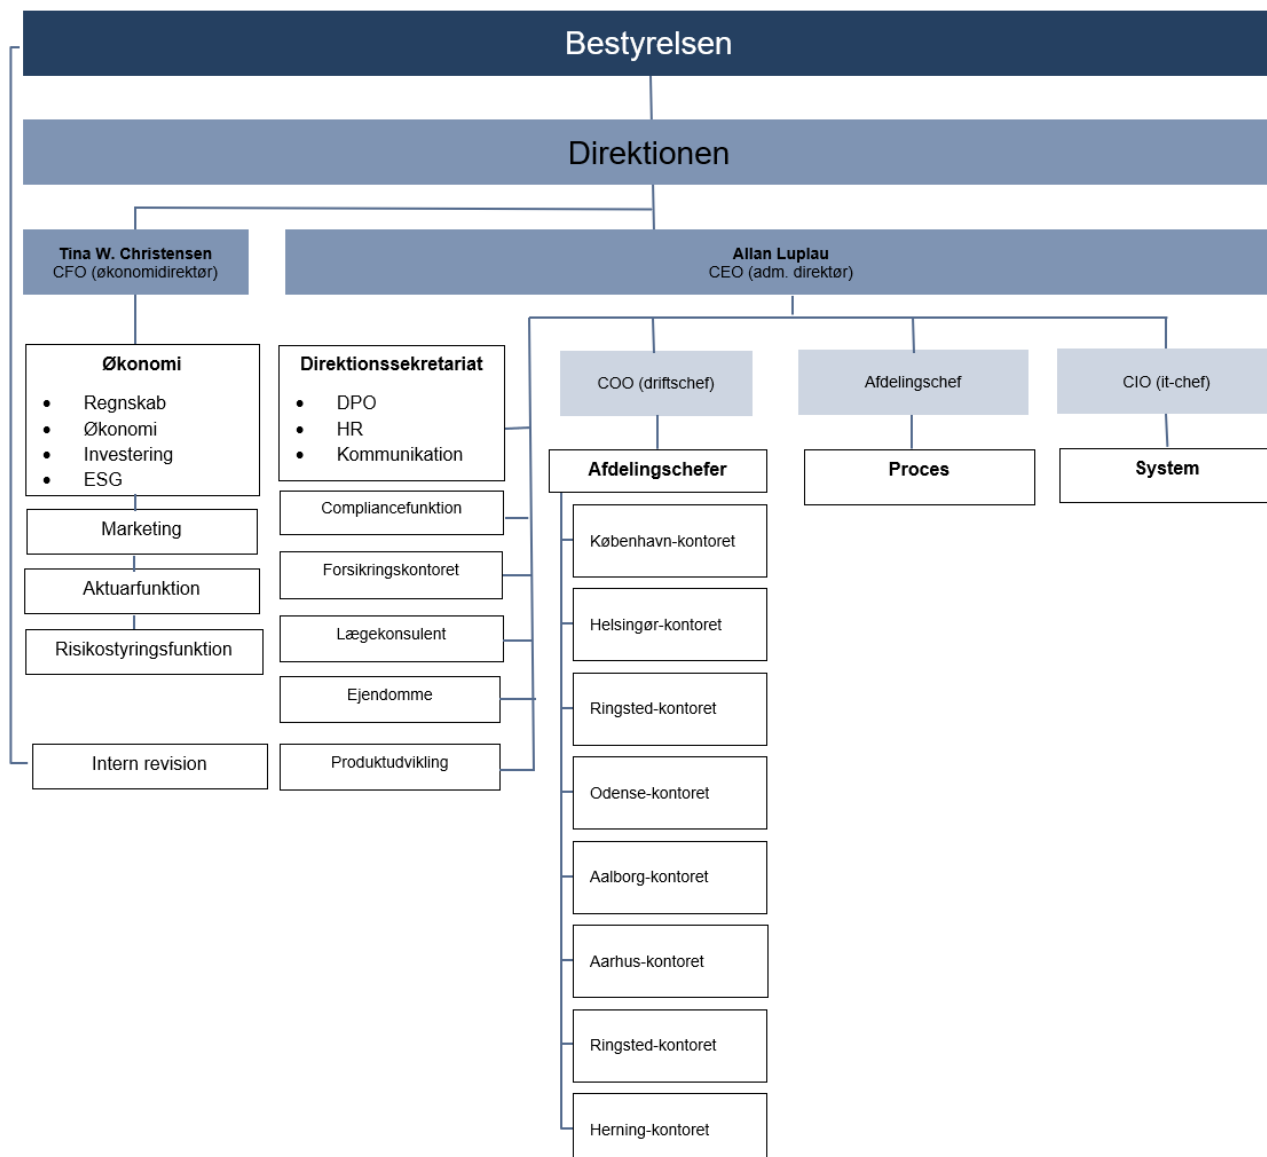 Bestyrelsen
Direktionen
Tina W. Christensen
CFO (økonomidirektør)
Allan Luplau
CEO (adm. direktør)
Økonomi
• Regnskab
• Økonomi
• Investering
• ESG
Marketing
Aktuarfunktion
Risikostyringsfunktion
Intern revision
Direktionssekretariat
• DPO
• HR
• Kommunikation
Compliancefunktion
Forsikringskontoret
Lægekonsulent
Ejendomme
Produktudvikling
COO (driftschef)
Afdelingschefer
København-kontoret
Helsingør-kontoret
Ringsted-kontoret
Odense-kontoret
Aalborg-kontoret
Aarhus-kontoret
Ringsted-kontoret
Herning-kontoret
Afdelingschef
Proces
CIO (it-chef)
System